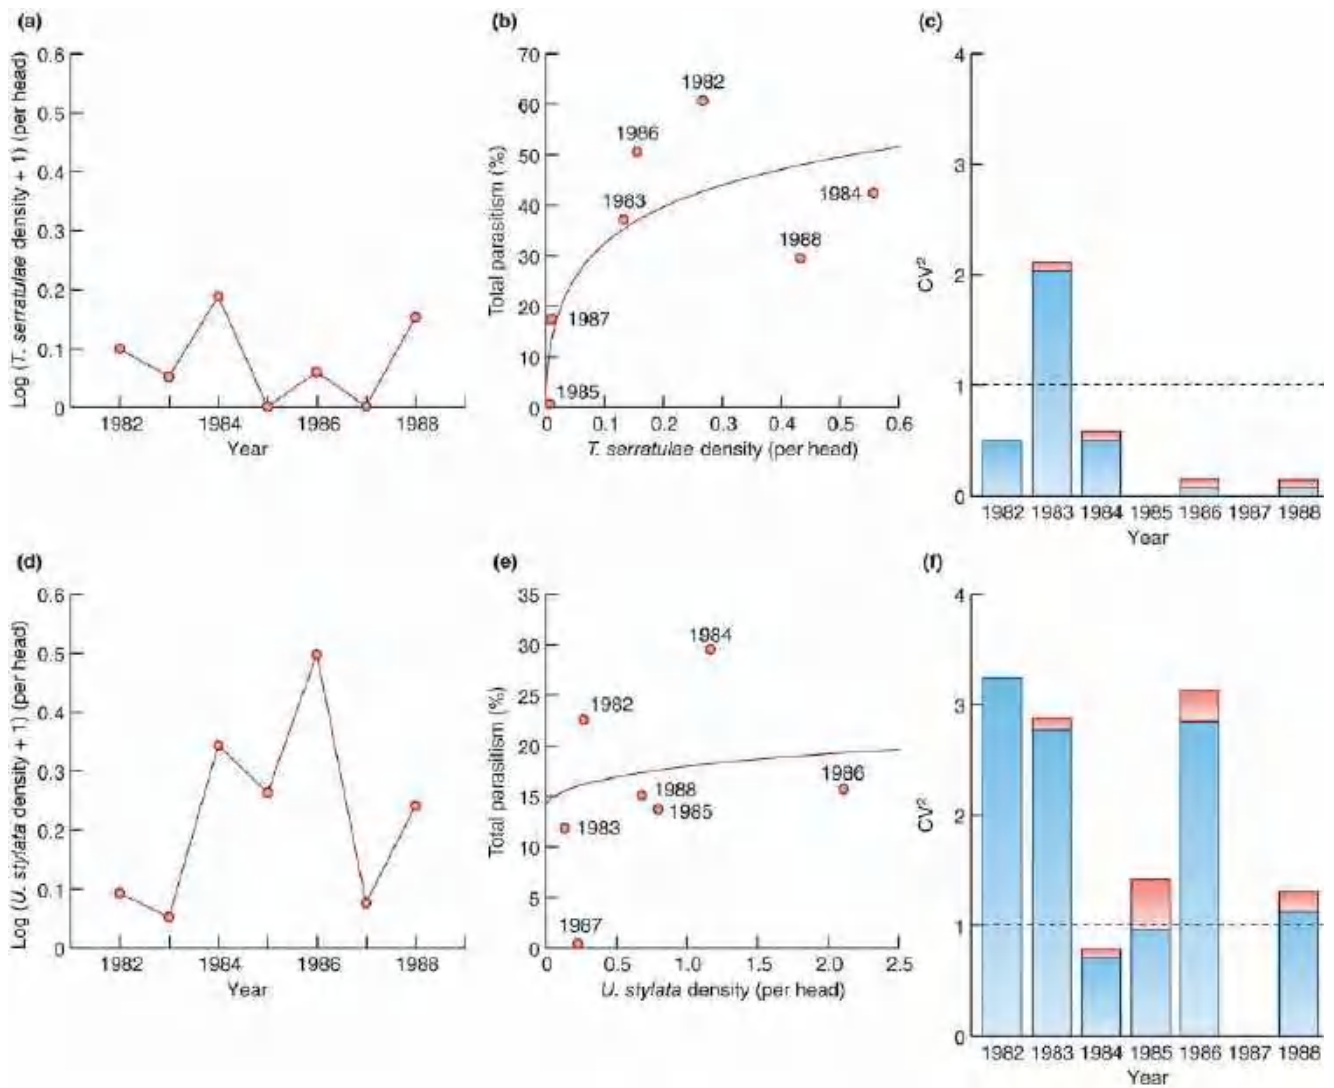 (a)
Log (T. serratulae density + 1) (per head)
0.6
0.5
0.4
0.3
0.2
0.1
0
1982 1984 1986 1988
Year
(b)
Total parasitism (%)
70
60
50
40
30
20
10
0
1982
1986
1983
1984
1988
1987
1985
0 0.1 0.2 0.3 0.4 0.5 0.6
T. serratulae density (per head)
(c)
CV²
4
3
2
1
0
1982 1983 1984 1985 1986 1987 1988
Year
(d)
Log (U. stylata density + 1) (per head)
0.6
0.5
0.4
0.3
0.2
0.1
0
1982 1984 1986 1988
Year
(e)
Total parasitism (%)
35
30
25
20
15
10
5
0
1984
1982
1986
1988
1985
1983
1987
0 0.5 1.0 1.5 2.0 2.5
U. stylata density (per head)
(f)
CV²
4
3
2
1
0
1982 1983 1984 1985 1986 1987 1988
Year